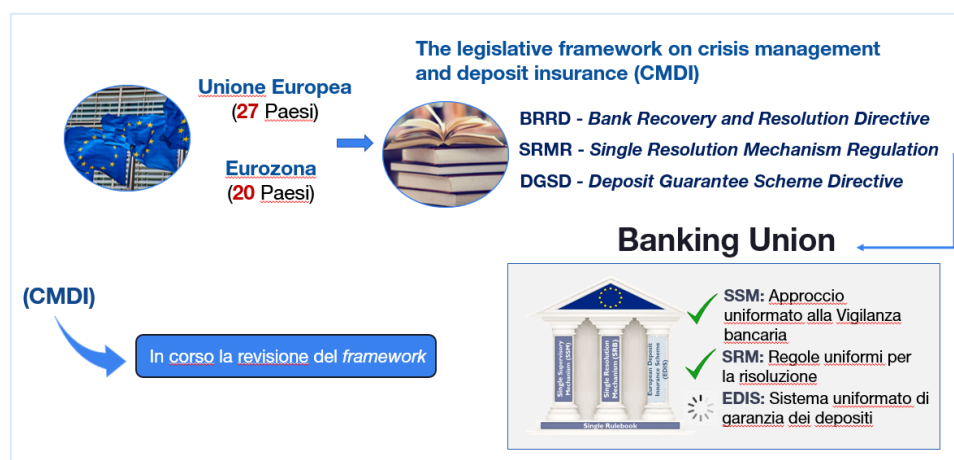 The legislative framework on crisis management
and deposit insurance (CMDI)
Unione Europea
(27 Paesi)
Eurozona
(20 Paesi)
BRRD - Bank Recovery and Resolution Directive
SRMR - Single Resolution Mechanism Regulation
DGSD - Deposit Guarantee Scheme Directive
Banking Union
(CMDI)
In corso la revisione del framework
Single Supervisory
Mechanism (SSM)
Single Resolution
Mechanism (SRB)
European Deposit
Insurance Scheme
(EDIS)
Single Rulebook
SSM: Approccio
uniformato alla Vigilanza
bancaria
SRM: Regole uniformi per
la risoluzione
EDIS: Sistema uniformato di
garanzia dei depositi